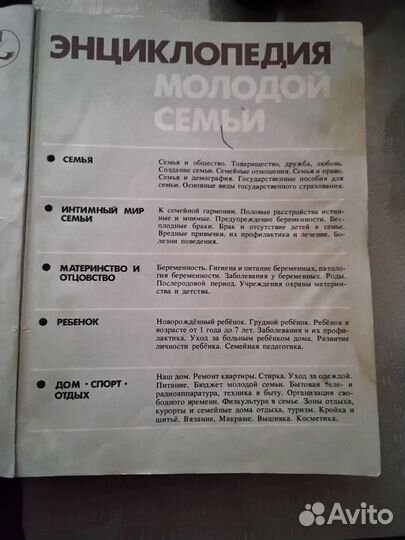 ЭНЦИКЛОПЕДИЯ
МОЛОДОЙ
СЕМЬИ
СЕМЬЯ
Семья и общество. Товарищество, дружба, любовь.
Создание семьи. Семейные отношения. Семья и право.
Семья и демография. Государственные пособия для
семьи. Основные виды государственного страхования.
ИНТИМНЫЙ МИР
СЕМЬИ
К семейной гармонии. Половые расстройства истин-
ные и мнимые. Предупреждение беременности. Бес-
плодные браки. Брак и отсутствие детей в семье.
Вредные привычки, их профилактика и лечение. Бо-
лезни поведения.
МАТЕРИНСТВО И
ОТЦОВСТВО
Беременность. Гигиена и питание беременных, патоло-
гия беременности. Заболевания у беременных. Роды.
Послеродовой период. Учреждения охраны материн-
ства и детства.
РЕБЕНОК
Новорождённый ребёнок. Грудной ребёнок. Ребёнок в
возрасте от 1 года до 7 лет. Заболевания и их профи-
лактика. Уход за больным ребёнком дома. Развитие
личности ребёнка. Семейная педагогика.
ДОМ · СПОРТ ·
ОТДЫХ
Наш дом. Ремонт квартиры. Стирка. Уход за одеждой.
Питание. Бюджет молодой семьи. Бытовая теле- и
радиоаппаратура, техника в быту. Организация сво-
бодного времени. Физкультура в семье. Зоны отдыха,
курорты и семейные дома отдыха, туризм. Кройка и
шитьё. Вязание. Макраме. Вышивка. Косметика.
Avito